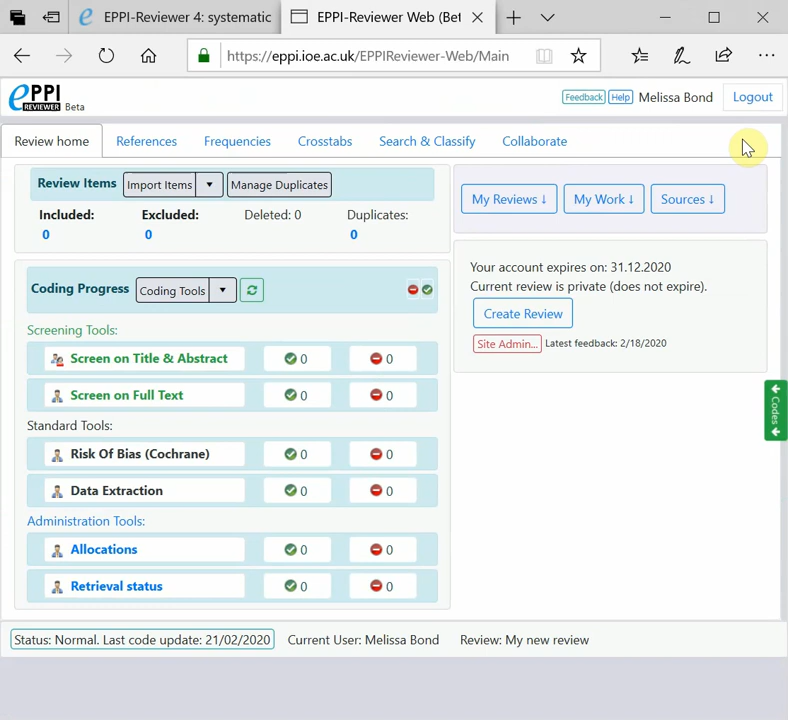 EPPI-Reviewer 4: systematic
EPPI-Reviewer Web (Bet
https://eppi.ioe.ac.uk/EPPIReviewer-Web/Main
ePPI REVIEWER Beta
Feedback Help Melissa Bond Logout
Review home References Frequencies Crosstabs Search & Classify Collaborate
Review Items Import Items Manage Duplicates
Included: Excluded: Deleted: 0 Duplicates:
0 0 0
My Reviews ↓ My Work ↓ Sources ↓
Your account expires on: 31.12.2020
Current review is private (does not expire).
Create Review
Site Admin... Latest feedback: 2/18/2020
Coding Progress Coding Tools
Screening Tools:
Screen on Title & Abstract 0 0
Screen on Full Text 0 0
Standard Tools:
Risk Of Bias (Cochrane) 0 0
Data Extraction 0 0
Administration Tools:
Allocations 0 0
Retrieval status 0 0
Codes
Status: Normal. Last code update: 21/02/2020 Current User: Melissa Bond Review: My new review